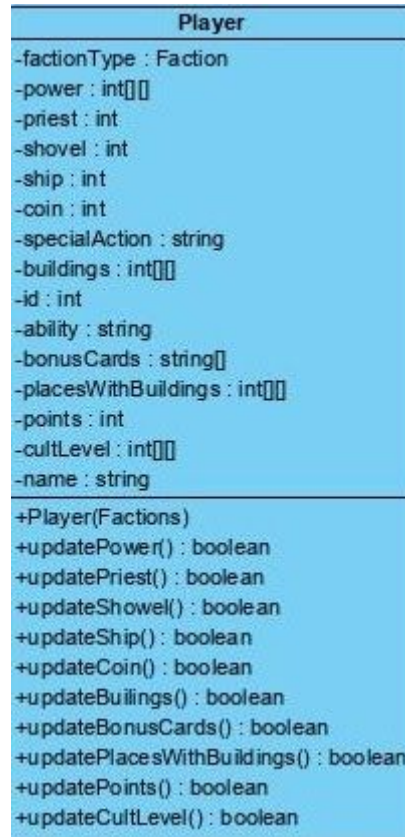 Player
-factionType : Faction
-power : int[][]
-priest : int
-shovel : int
-ship : int
-coin : int
-specialAction : string
-buildings : int[][]
-id : int
-ability : string
-bonusCards : string[]
-placesWithBuildings : int[][]
-points : int
-cultLevel : int[][]
-name : string
+Player(Factions)
+updatePower() : boolean
+updatePriest() : boolean
+updateShowel() : boolean
+updateShip() : boolean
+updateCoin() : boolean
+updateBuilings() : boolean
+updateBonusCards() : boolean
+updatePlacesWithBuildings() : boolean
+updatePoints() : boolean
+updateCultLevel() : boolean